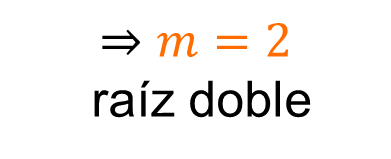 ⇒ m = 2
raíz doble